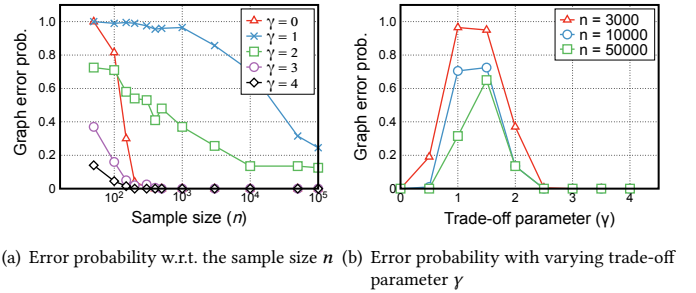 Graph error prob.
1.0
0.8
0.6
0.4
0.2
0
10²
10³
10⁴
10⁵
Sample size (n)
γ = 0
γ = 1
γ = 2
γ = 3
γ = 4
Graph error prob.
1.0
0.8
0.6
0.4
0.2
0
0
1
2
3
4
Trade-off parameter (γ)
n = 3000
n = 10000
n = 50000
(a) Error probability w.r.t. the sample size n
(b) Error probability with varying trade-off
parameter γ